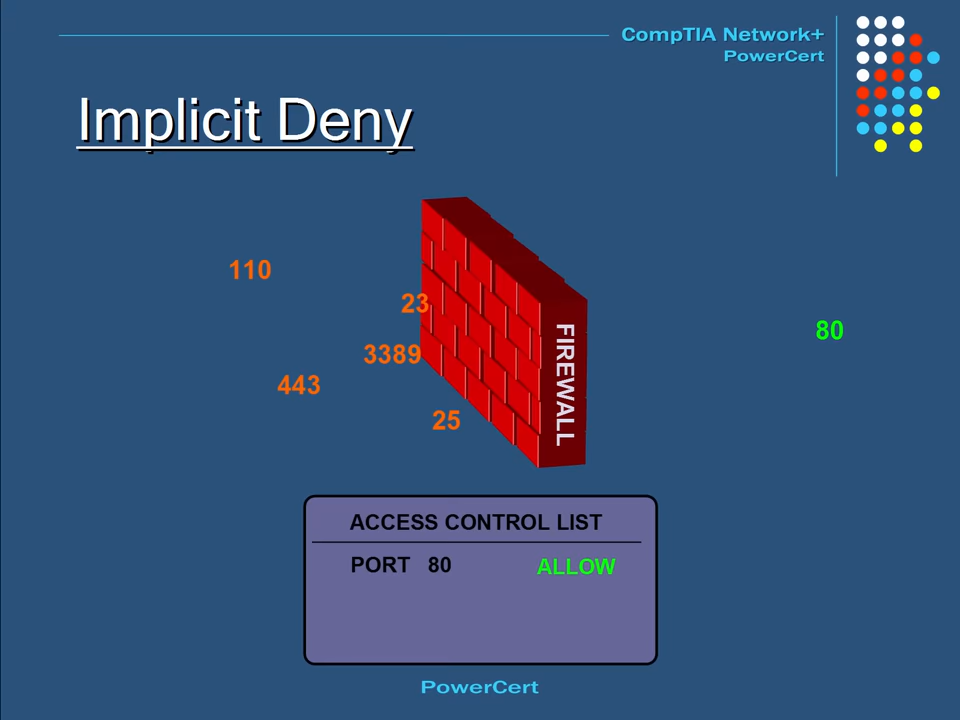 CompTIA Network+
PowerCert
Implicit Deny
110
23
3389
443
25
FIREWALL
80
ACCESS CONTROL LIST
PORT 80 ALLOW
PowerCert